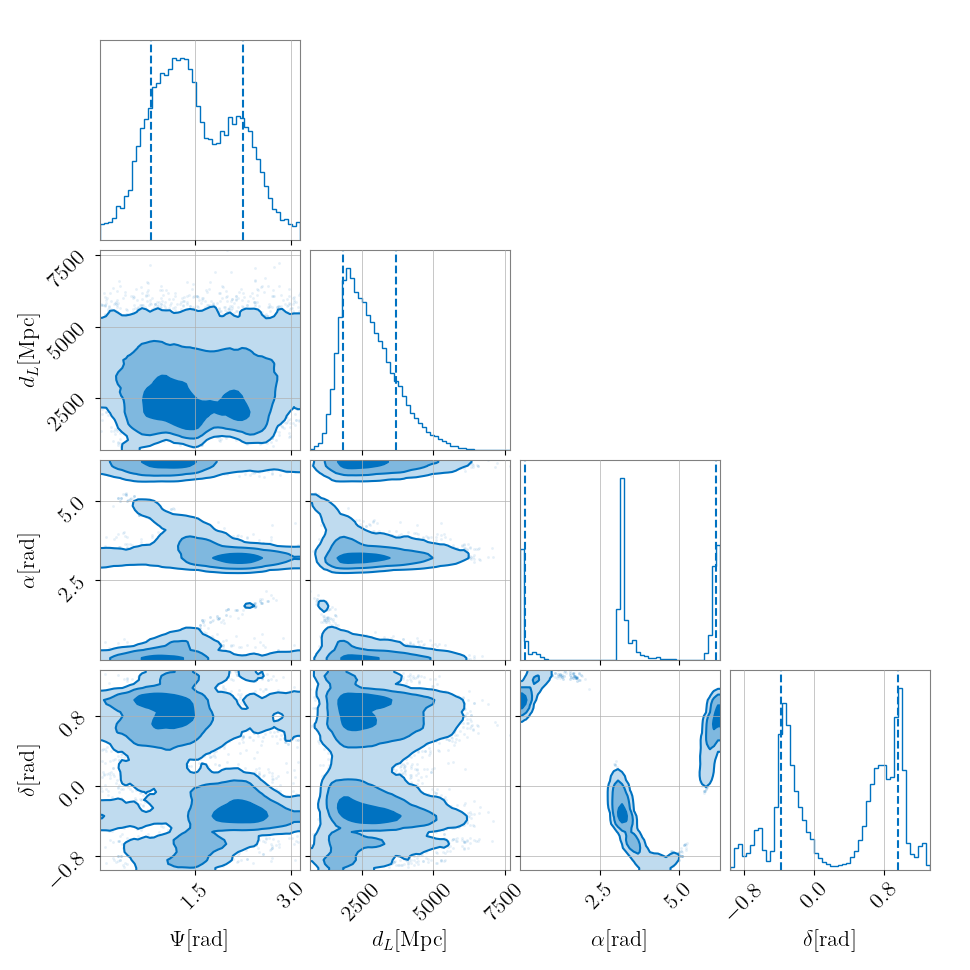 7500
5000
2500
d_L[Mpc]
5.0
2.5
α[rad]
0.8
0.0
−0.8
δ[rad]
1.5 3.0 2500 5000 7500 2.5 5.0 −0.8 0.0 0.8
Ψ[rad] d_L[Mpc] α[rad] δ[rad]